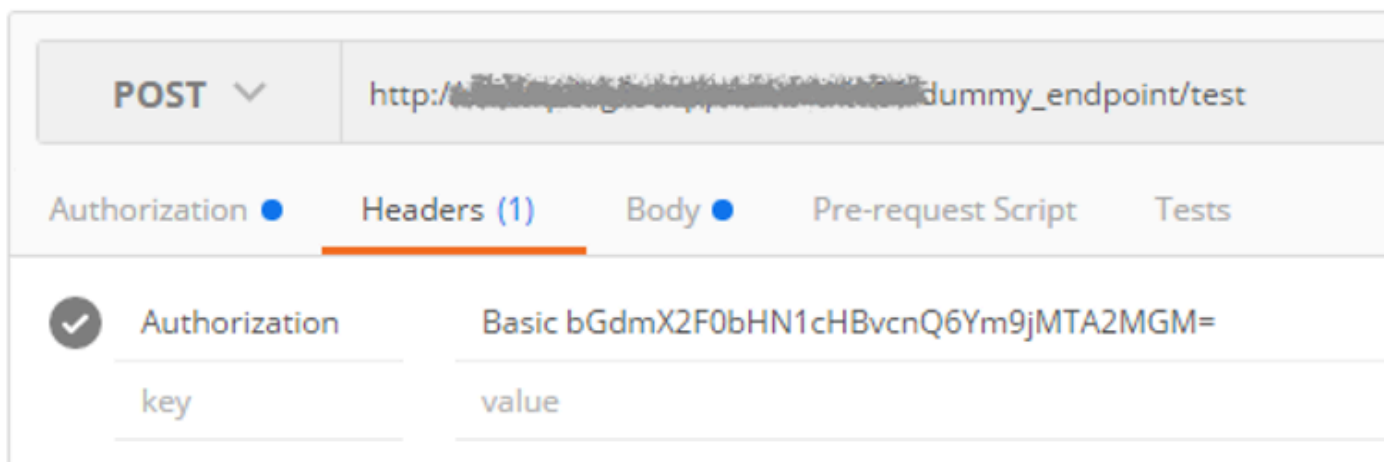 POST
http:/ dummy_endpoint/test
Authorization Headers (1) Body Pre-request Script Tests
Authorization Basic bGdmX2F0bHN1cHBvcnQ6Ym9jMTA2MGM=
key value